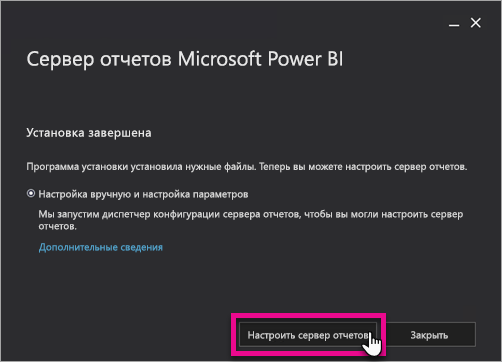 Сервер отчетов Microsoft Power BI
Установка завершена
Программа установки установила нужные файлы. Теперь вы можете настроить сервер отчетов.
Настройка вручную и настройка параметров
Мы запустим диспетчер конфигурации сервера отчетов, чтобы вы могли настроить сервер
отчетов.
Дополнительные сведения
Настроить сервер отчетов
Закрыть